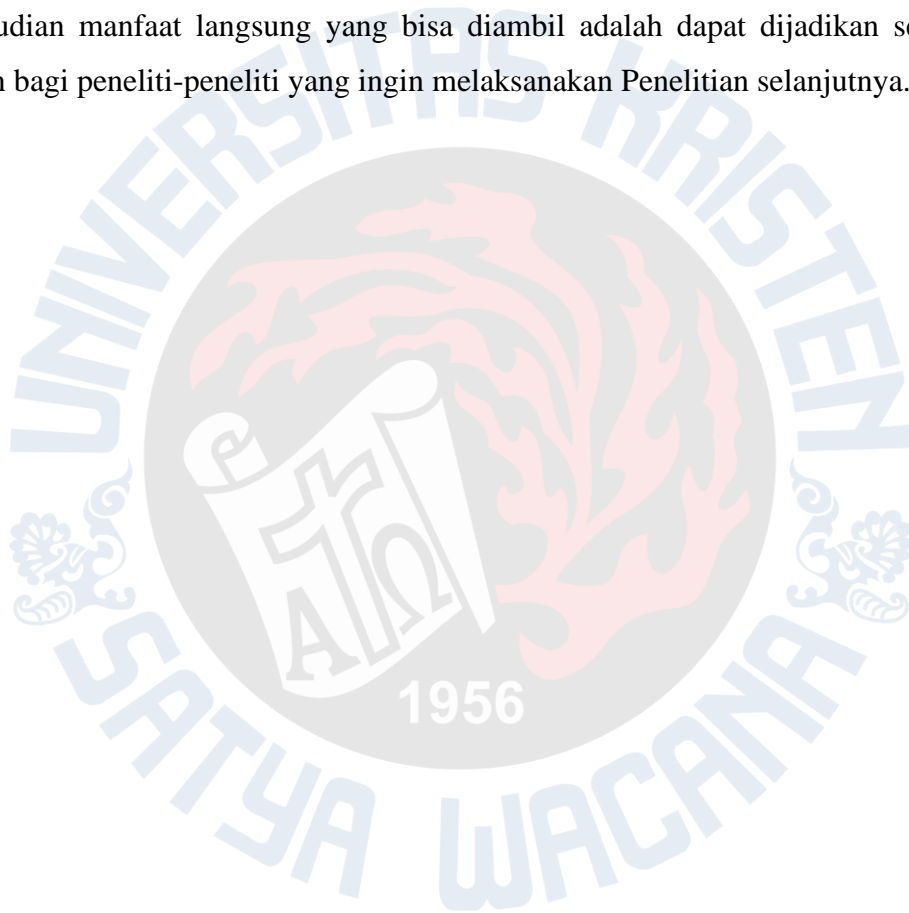 udian manfaat langsung yang bisa diambil adalah dapat dijadikan se
n bagi peneliti-peneliti yang ingin melaksanakan Penelitian selanjutnya.
UNIVERSITAS KRISTEN
ΑΩ
1956
SATYA WACANA